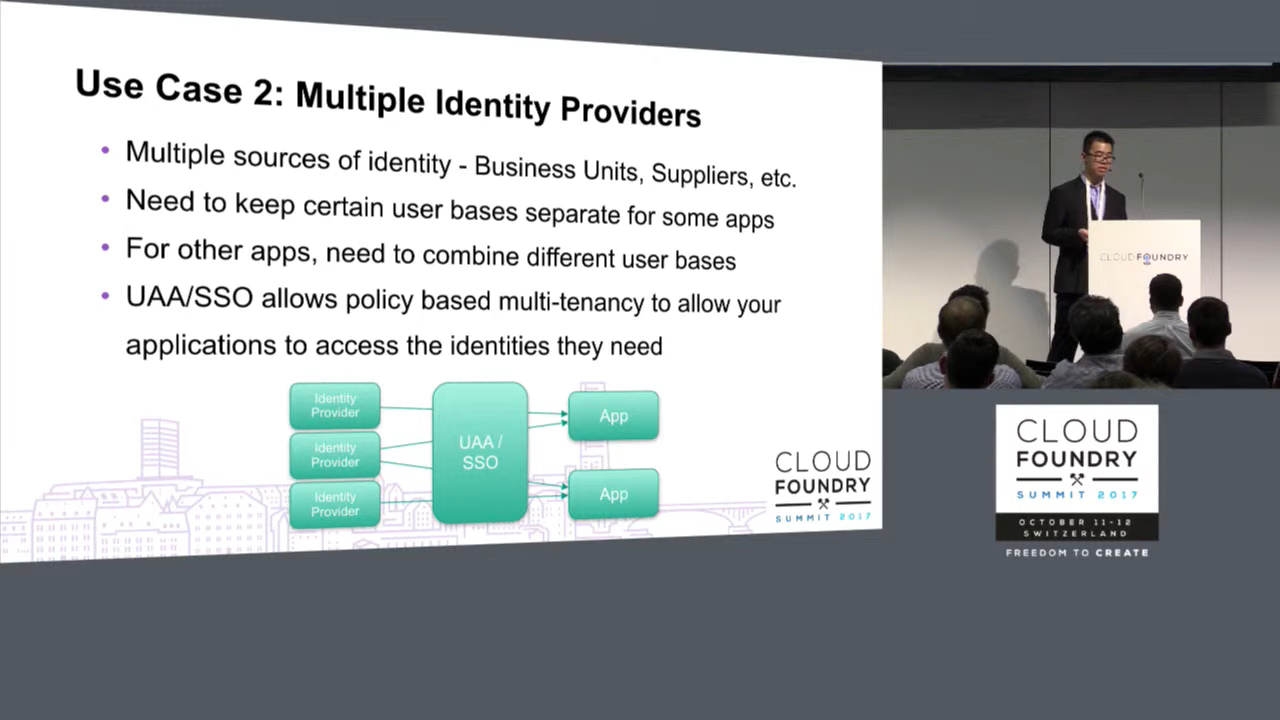 Use Case 2: Multiple Identity Providers
• Multiple sources of identity - Business Units, Suppliers, etc.
• Need to keep certain user bases separate for some apps
• For other apps, need to combine different user bases
• UAA/SSO allows policy based multi-tenancy to allow your
applications to access the identities they need
Identity
Provider
Identity
Provider
Identity
Provider
UAA /
SSO
App
App
CLOUD
FOUNDRY
SUMMIT 2017
CLOUDFOUNDRY
CLOUD
FOUNDRY
SUMMIT 2017
OCTOBER 11-12
SWITZERLAND
FREEDOM TO CREATE